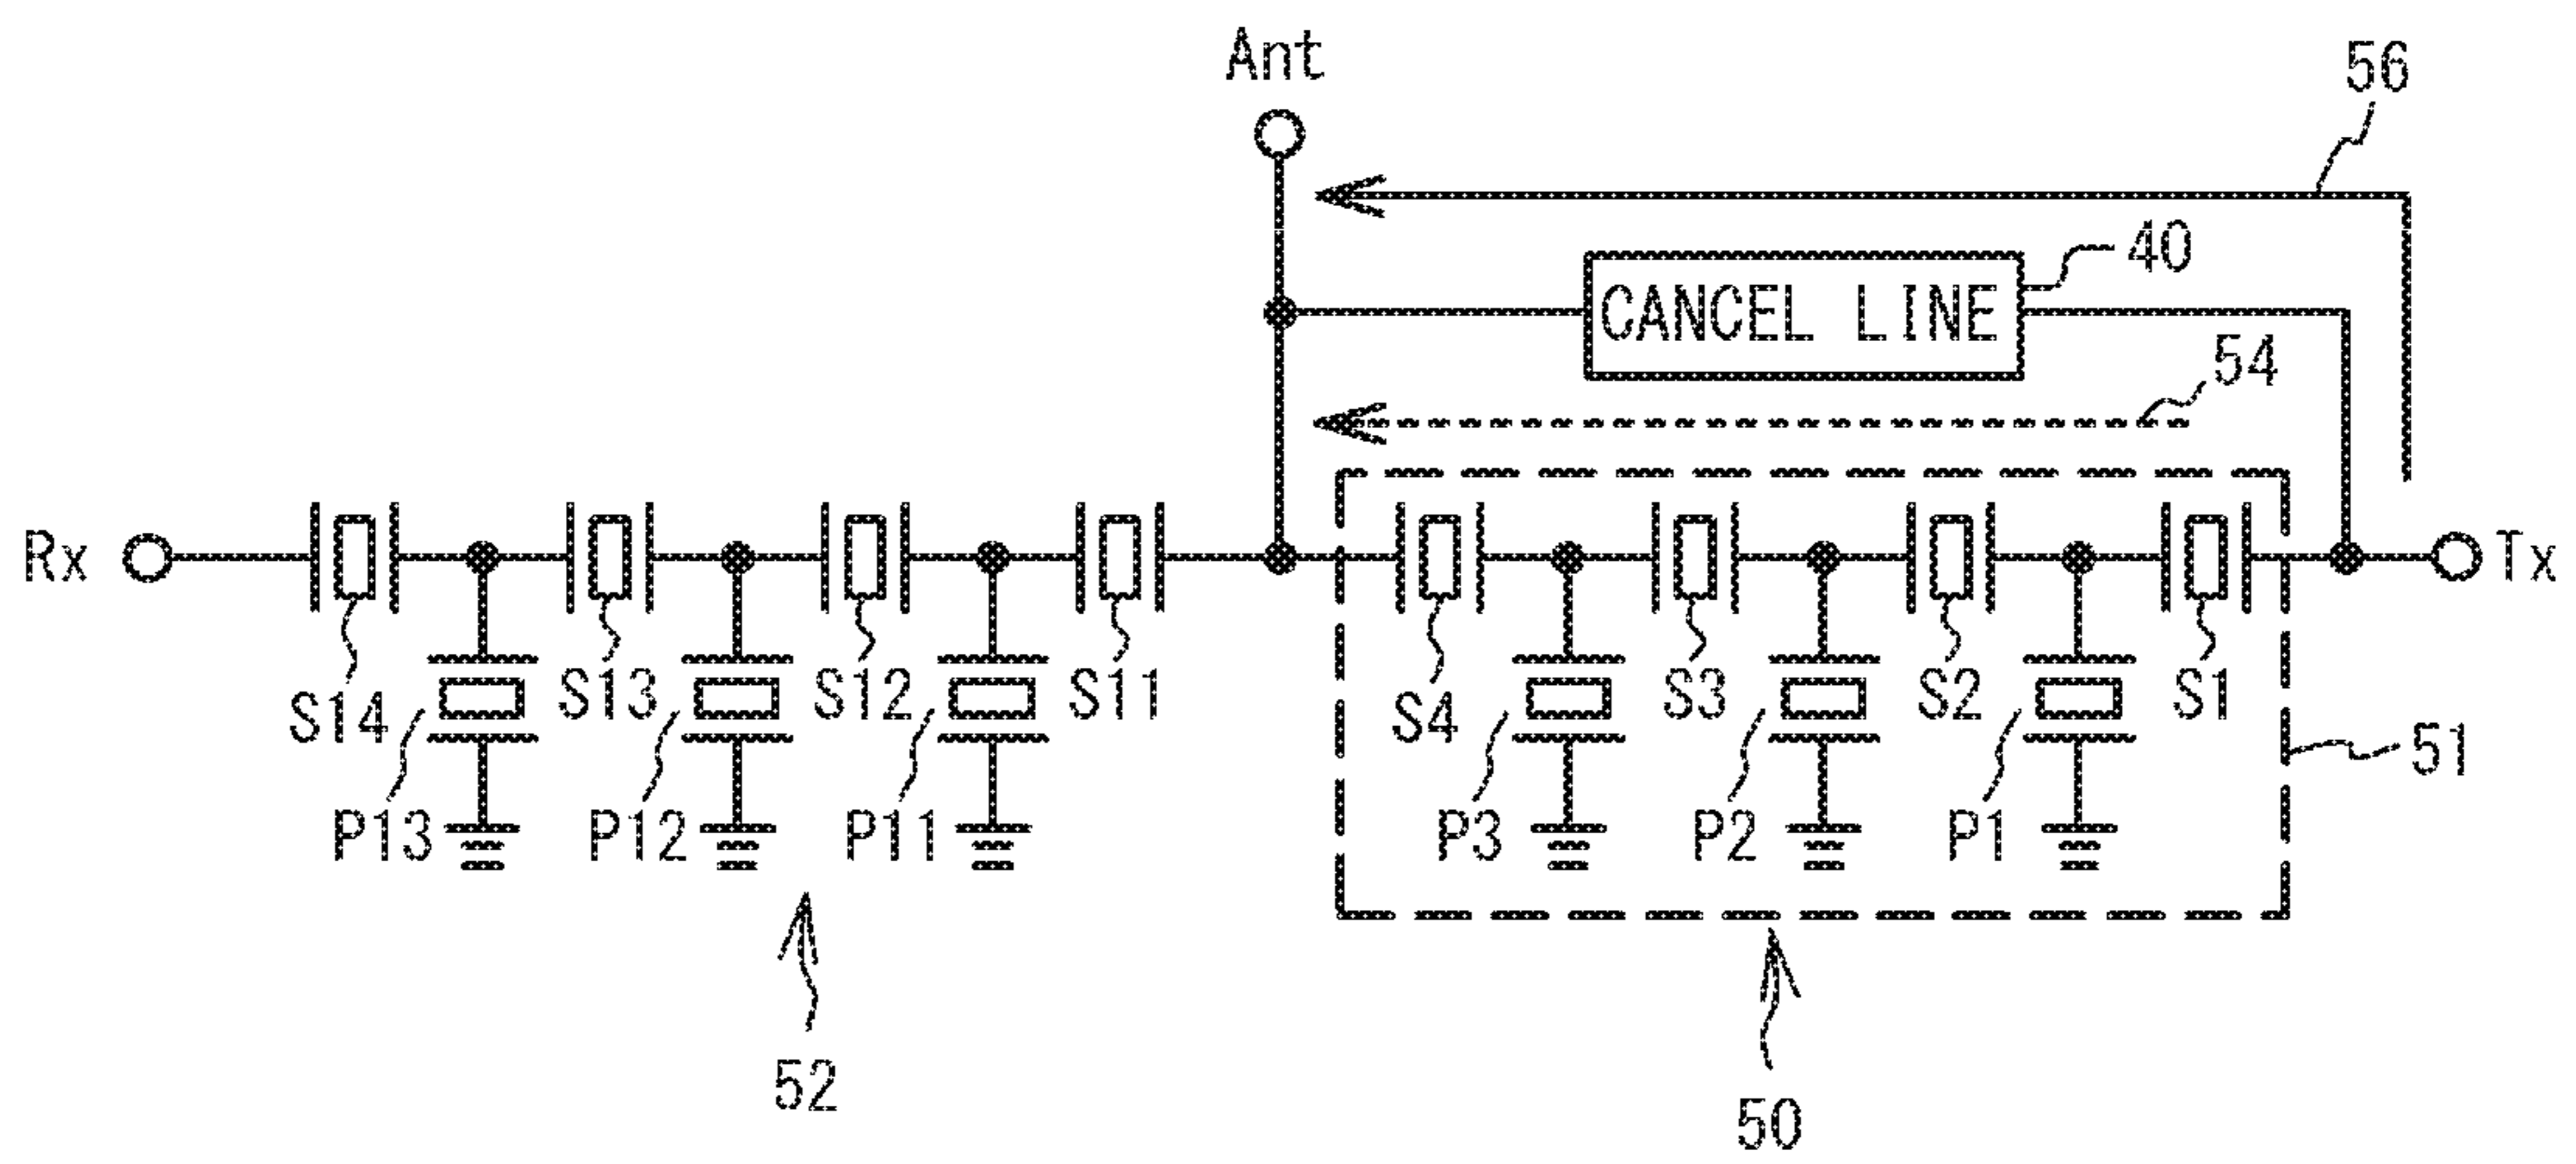 Ant
56
40
CANCEL LINE
54
Rx
Tx
S14
S13
S12
S11
S4
S3
S2
S1
51
P13
P12
P11
P3
P2
P1
52
50